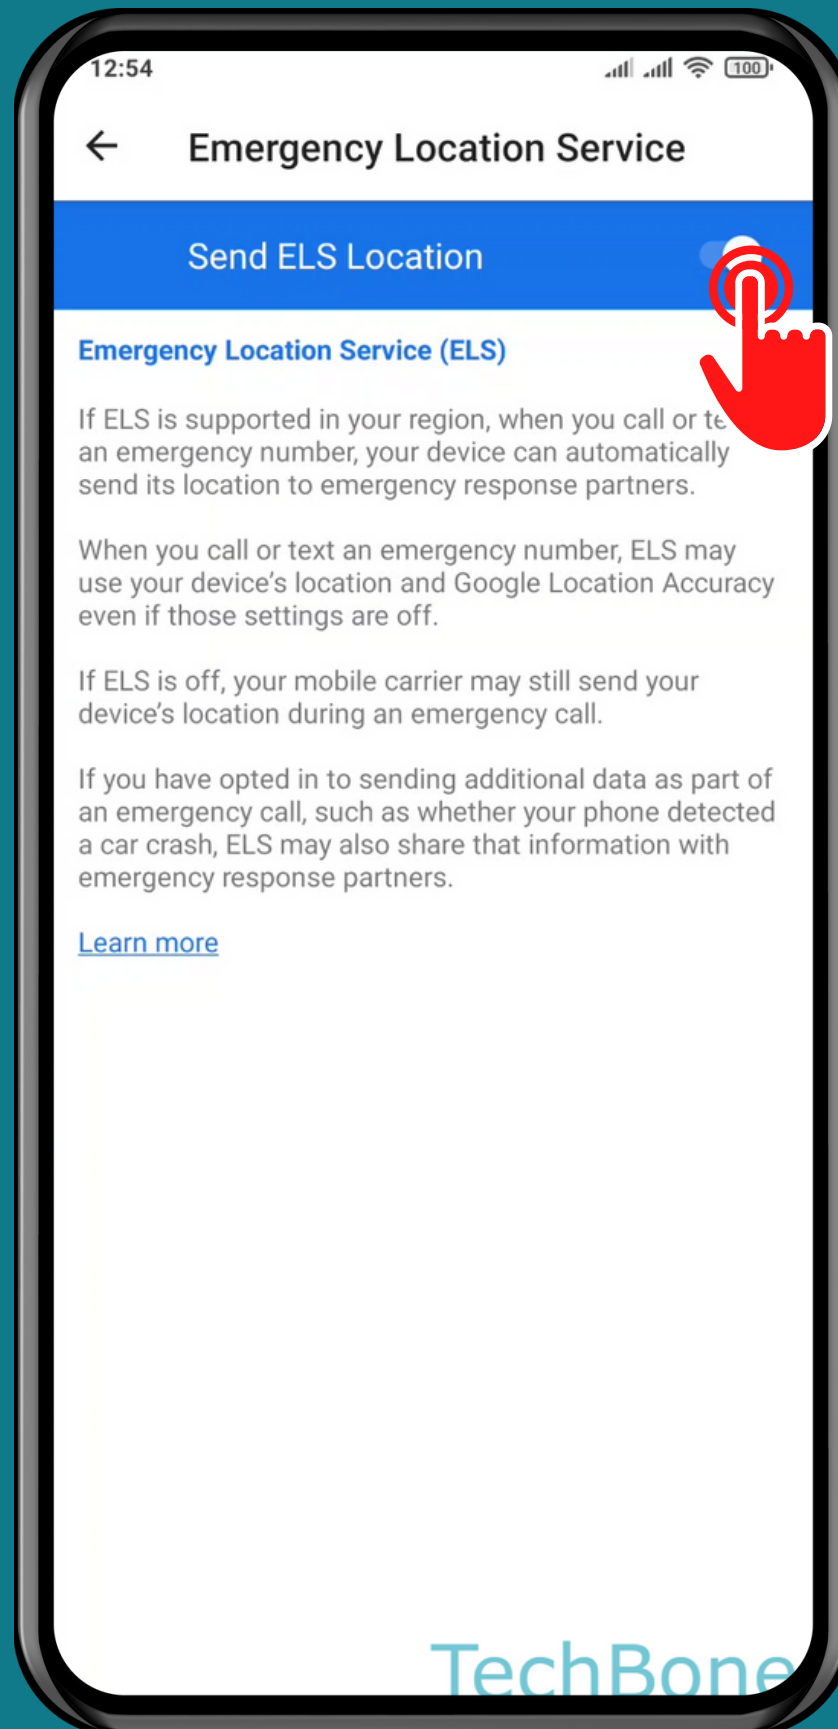 12:54
100
Emergency Location Service
Send ELS Location
Emergency Location Service (ELS)
If ELS is supported in your region, when you call or
an emergency number, your device can automatically
send its location to emergency response partners.
When you call or text an emergency number, ELS may
use your device's location and Google Location Accuracy
even if those settings are off.
If ELS is off, your mobile carrier may still send your
device's location during an emergency call.
If you have opted in to sending additional data as part of
an emergency call, such as whether your phone detected
a car crash, ELS may also share that information with
emergency response partners.
Learn more
TechBone